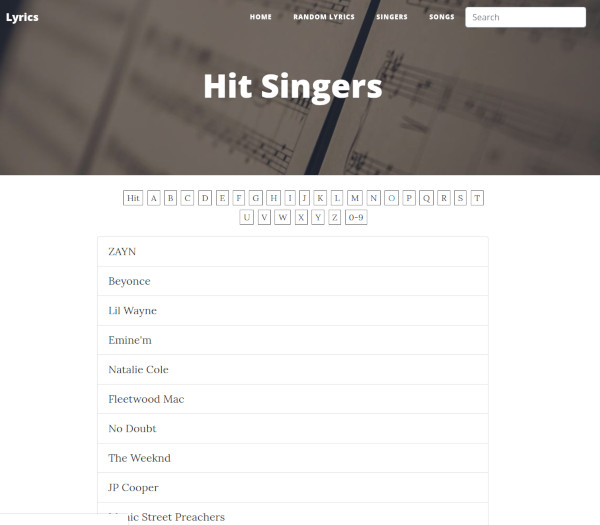 Lyrics
HOME RANDOM LYRICS SINGERS SONGS Search
Hit Singers
Hit A B C D E F G H I J K L M N O P Q R S T
U V W X Y Z 0-9
ZAYN
Beyonce
Lil Wayne
Emine'm
Natalie Cole
Fleetwood Mac
No Doubt
The Weeknd
JP Cooper
Street Preachers